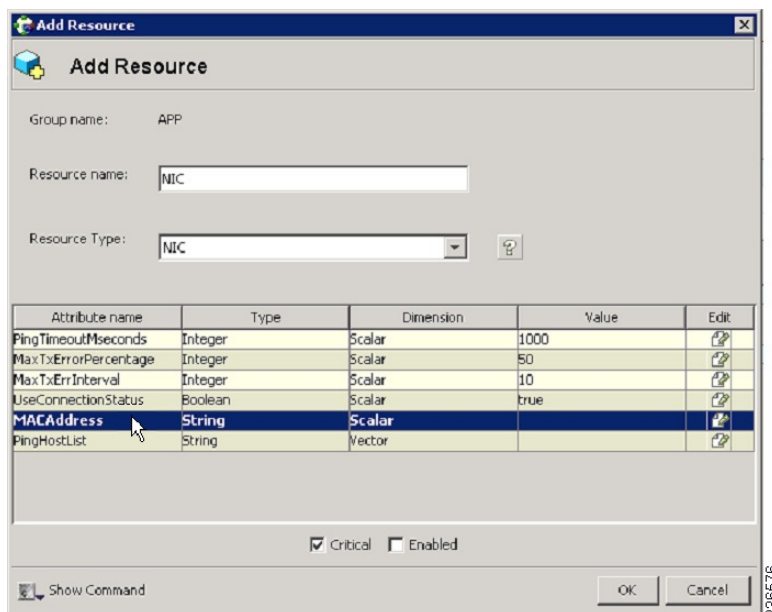 Add Resource
Add Resource
Group name: APP
Resource name: NIC
Resource Type: NIC
Attribute name Type Dimension Value Edit
PingTimeoutMseconds Integer Scalar 1000
MaxTxErrorPercentage Integer Scalar 50
MaxTxErrInterval Integer Scalar 10
UseConnectionStatus Boolean Scalar true
MACAddress String Scalar
PingHostList String Vector
Critical Enabled
Show Command OK Cancel